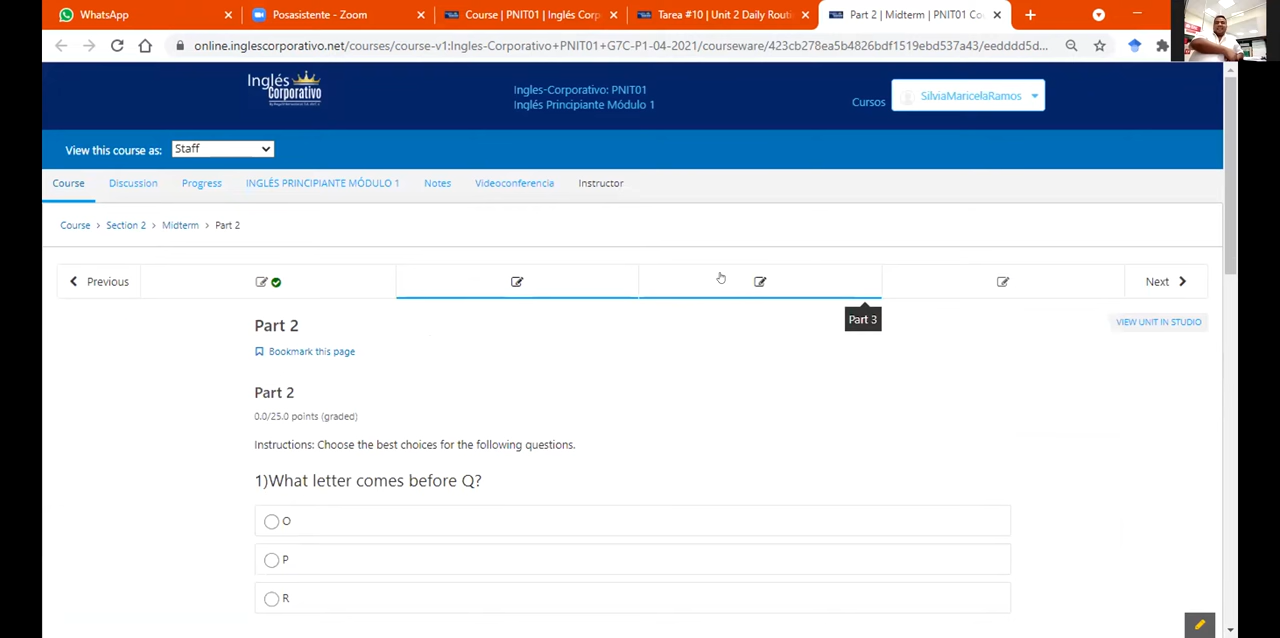 WhatsApp
Posasistente - Zoom
Course | PNIT01 | Inglés Corp
Tarea #10 | Unit 2 Daily Routi
Part 2 | Midterm | PNIT01 Co
online.inglescorporativo.net/courses/course-v1:Ingles-Corporativo+PNIT01+G7C-P1-04-2021/courseware/423cb278ea5b4826bdf1519ebd537a43/eedddd5d...
Inglés
Corporativo
Ingles-Corporativo: PNIT01
Inglés Principiante Módulo 1
Cursos
SilviaMaricelaRamos
View this course as:
Staff
Course
Discussion
Progress
INGLÉS PRINCIPIANTE MÓDULO 1
Notes
Videoconferencia
Instructor
Course > Section 2 > Midterm > Part 2
Previous
Next
Part 3
Part 2
VIEW UNIT IN STUDIO
Bookmark this page
Part 2
0.0/25.0 points (graded)
Instructions: Choose the best choices for the following questions.
1)What letter comes before Q?
O
P
R